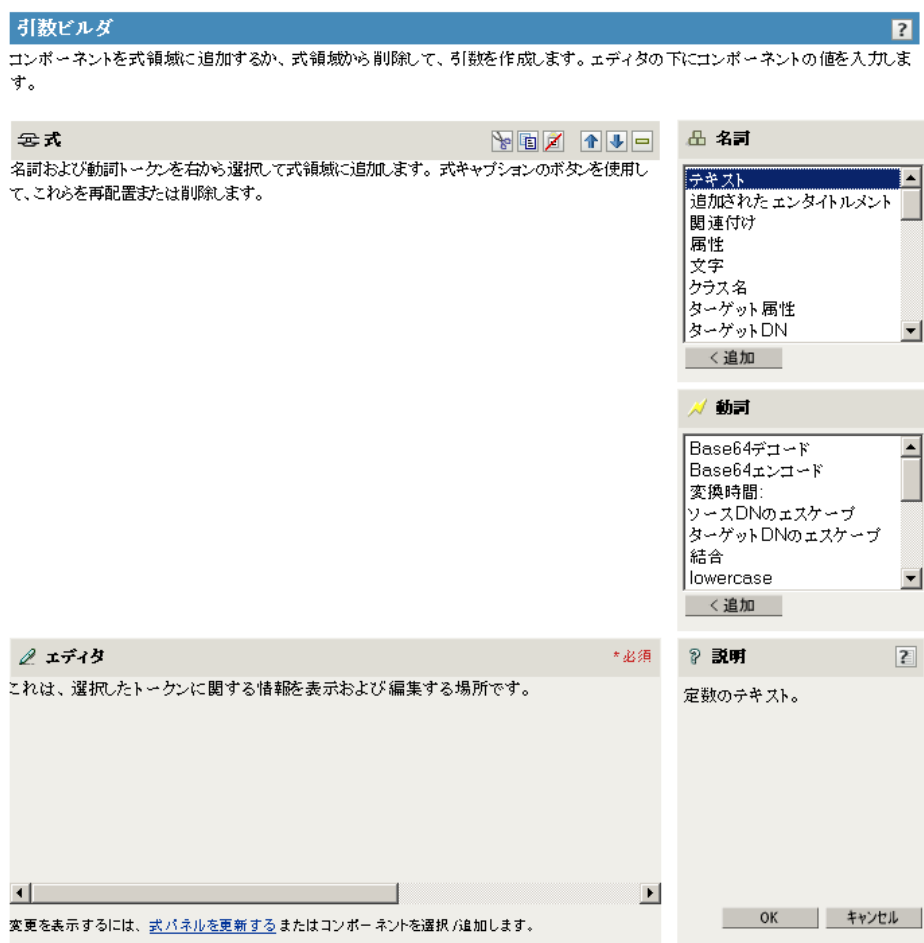 引数ビルダ
?
コンポーネントを式領域に追加するか、式領域から削除して、引数を作成します。エディタの下にコンポーネントの値を入力しま
す。
式
名詞および動詞トークンを右から選択して式領域に追加します。式キャプションのボタンを使用し
て、これらを再配置または削除します。
名詞
テキスト
追加されたエンタイトルメント
関連付け
属性
文字
クラス名
ターゲット属性
ターゲットDN
<追加
動詞
Base64デコード
Base64エンコード
変換時間:
ソースDNのエスケープ
ターゲットDNのエスケープ
結合
lowercase
<追加
エディタ
*必須
これは、選択したトークンに関する情報を表示および編集する場所です。
変更を表示するには、式パネルを更新するまたはコンポーネントを選択/追加します。
? 説明
?
定数のテキスト。
OK
キャンセル